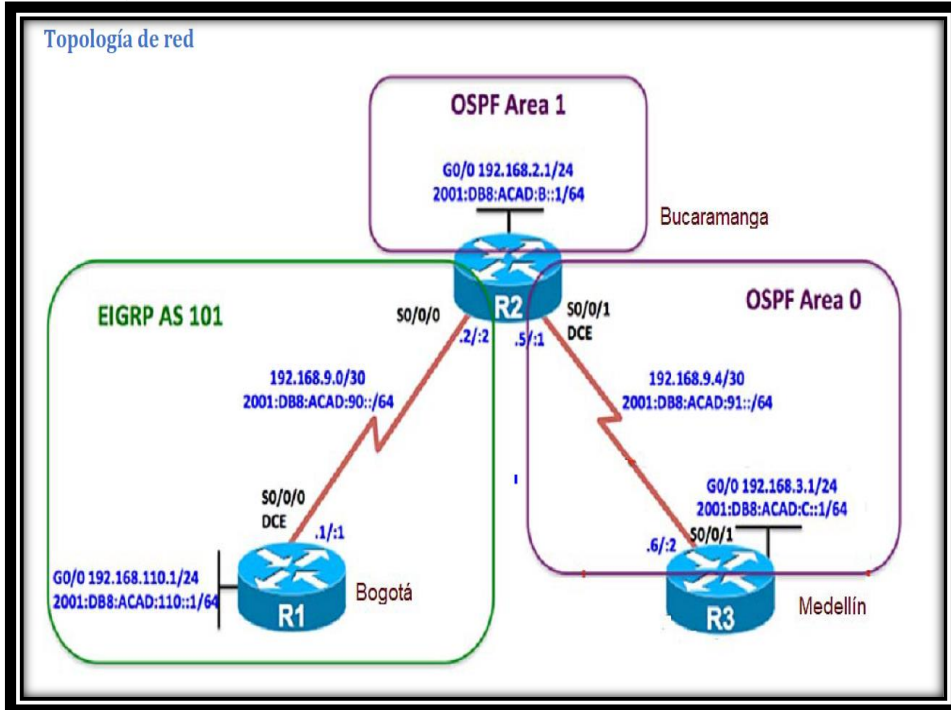 Topología de red
OSPF Area 1
G0/0 192.168.2.1/24
2001:DB8:ACAD:B::1/64
Bucaramanga
EIGRP AS 101
OSPF Area 0
R2
S0/0/0
S0/0/1
DCE
.2/:2
.5/:1
192.168.9.0/30
2001:DB8:ACAD:90::/64
192.168.9.4/30
2001:DB8:ACAD:91::/64
S0/0/0
DCE
.1/:1
G0/0 192.168.3.1/24
2001:DB8:ACAD:C::1/64
.6/:2
S0/0/1
G0/0 192.168.110.1/24
2001:DB8:ACAD:110::1/64
R1
Bogotá
R3
Medellín